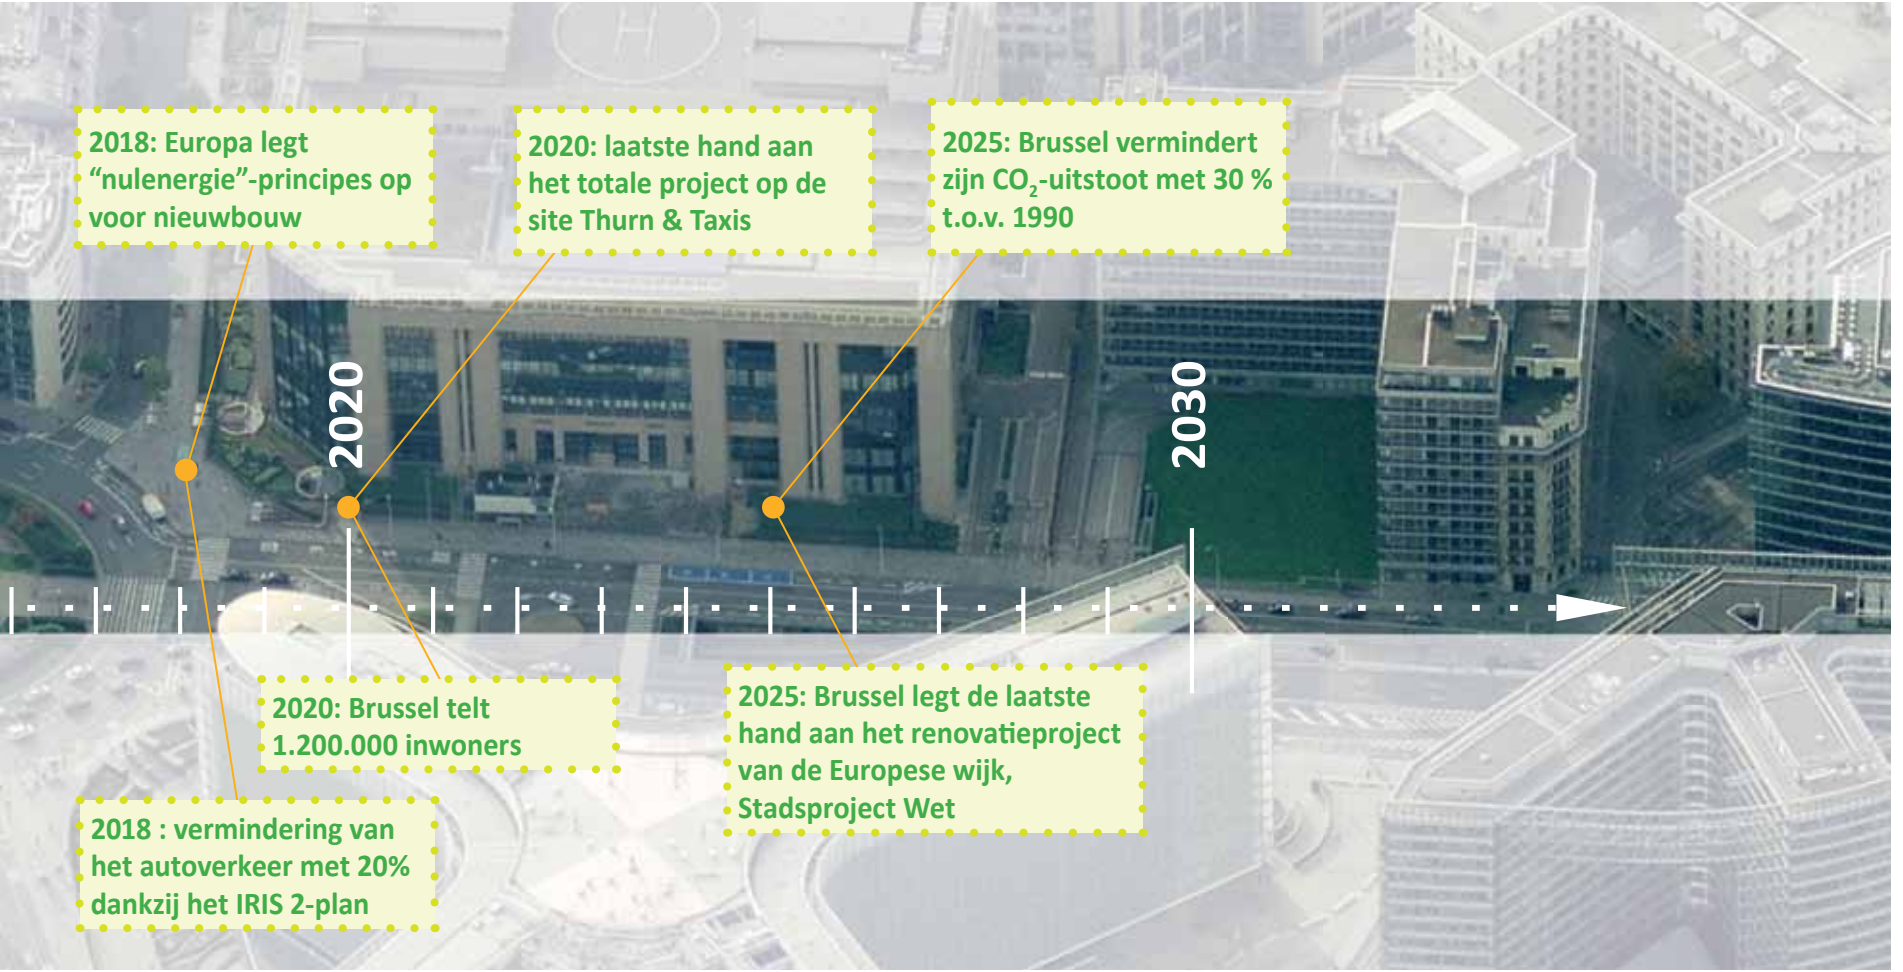 2018: Europa legt
“nulenergie”-principes op
voor nieuwbouw
2020: laatste hand aan
het totale project op de
site Thurn & Taxis
2025: Brussel vermindert
zijn CO₂-uitstoot met 30 %
t.o.v. 1990
2020
2030
2020: Brussel telt
1.200.000 inwoners
2025: Brussel legt de laatste
hand aan het renovatieproject
van de Europese wijk,
Stadsproject Wet
2018 : vermindering van
het autoverkeer met 20%
dankzij het IRIS 2-plan